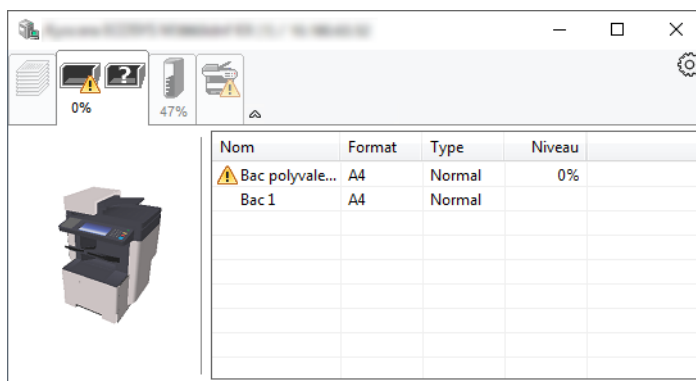 0%
47%
Nom Format Type Niveau
Bac polyvale... A4 Normal 0%
Bac 1 A4 Normal